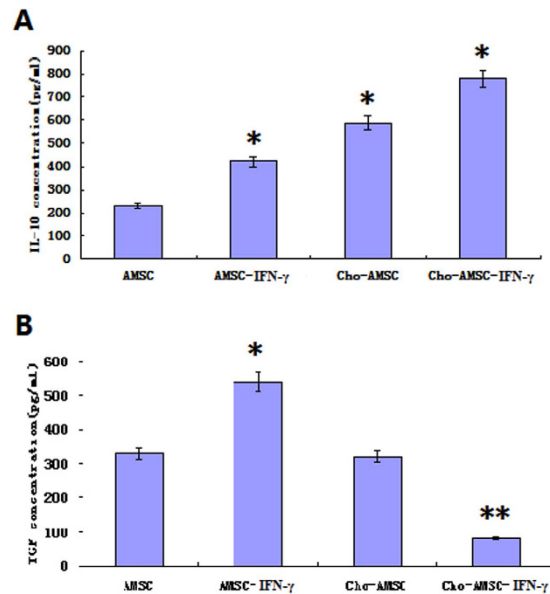 A
IL-10 concentration(pg/ml)
900
800
700
600
500
400
300
200
100
0
*
*
*
AMSC
AMSC-IFN-γ
Cho-AMSC
Cho-AMSC-IFN-γ
B
TGF concentration(pg/ml)
600
500
400
300
200
100
0
*
**
AMSC
AMSC-IFN-γ
Cho-AMSC
Cho-AMSC-IFN-γ